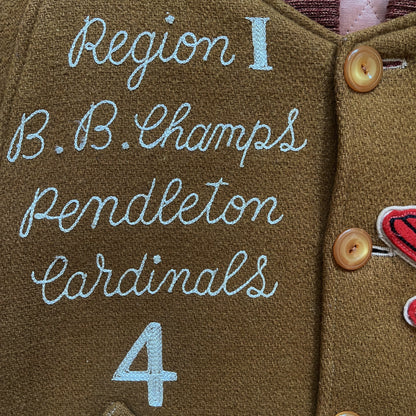 Region I
B.B. Champs
Pendleton
Cardinals
4